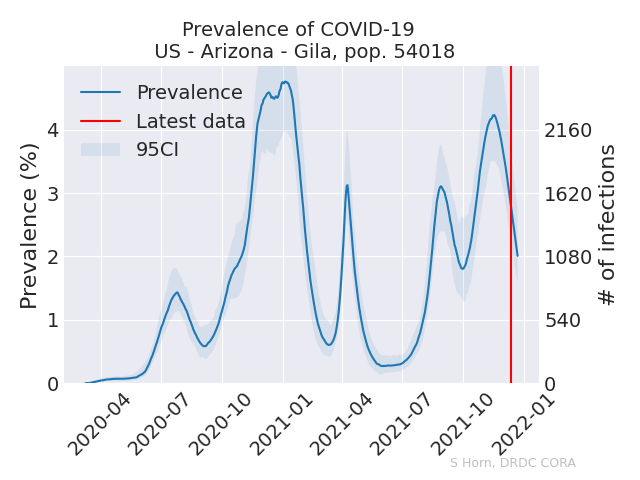 Prevalence of COVID-19
US - Arizona - Gila, pop. 54018
Prevalence
Latest data
95CI
Prevalence (%)
4
3
2
1
0
# of infections
2160
1620
1080
540
0
2020-04
2020-07
2020-10
2021-01
2021-04
2021-07
2021-10
2022-01
S Horn, DRDC CORA